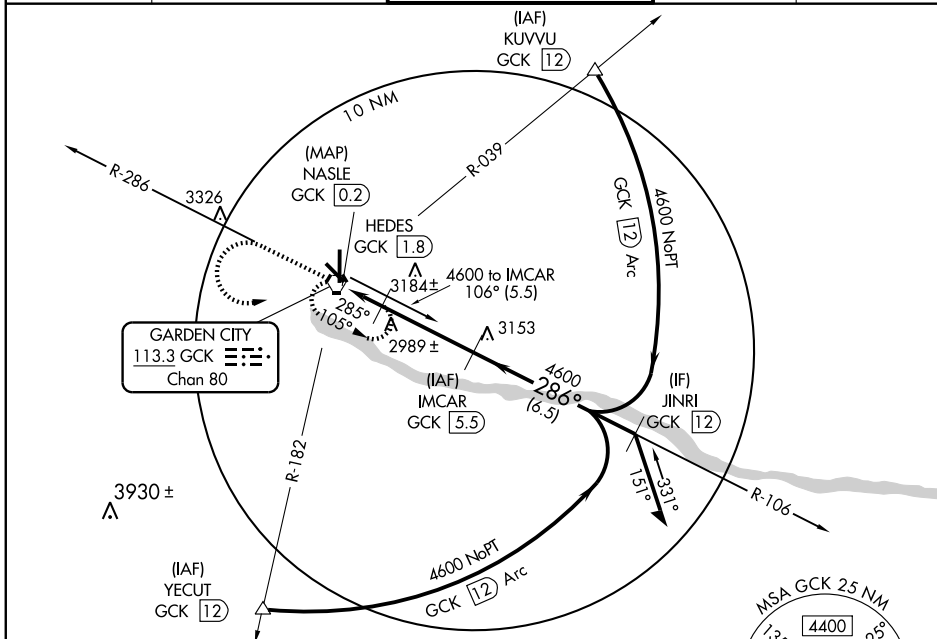 (IAF)
KUVVU
GCK 12
10 NM
R-039
R-286
3326
(MAP)
NASLE
GCK 0.2
HEDES
GCK 1.8
GCK 12 Arc
4600 NoPT
3184 ±
4600 to IMCAR
106° (5.5)
285°
105°
2989 ±
3153
GARDEN CITY
113.3 GCK
Chan 80
(IAF)
IMCAR
GCK 5.5
4600
286°
(6.5)
(IF)
JINRI
GCK 12
R-182
151°
331°
R-106
3930 ±
4600 NoPT
GCK 12 Arc
(IAF)
YECUT
GCK 12
MSA GCK 25 NM
4400